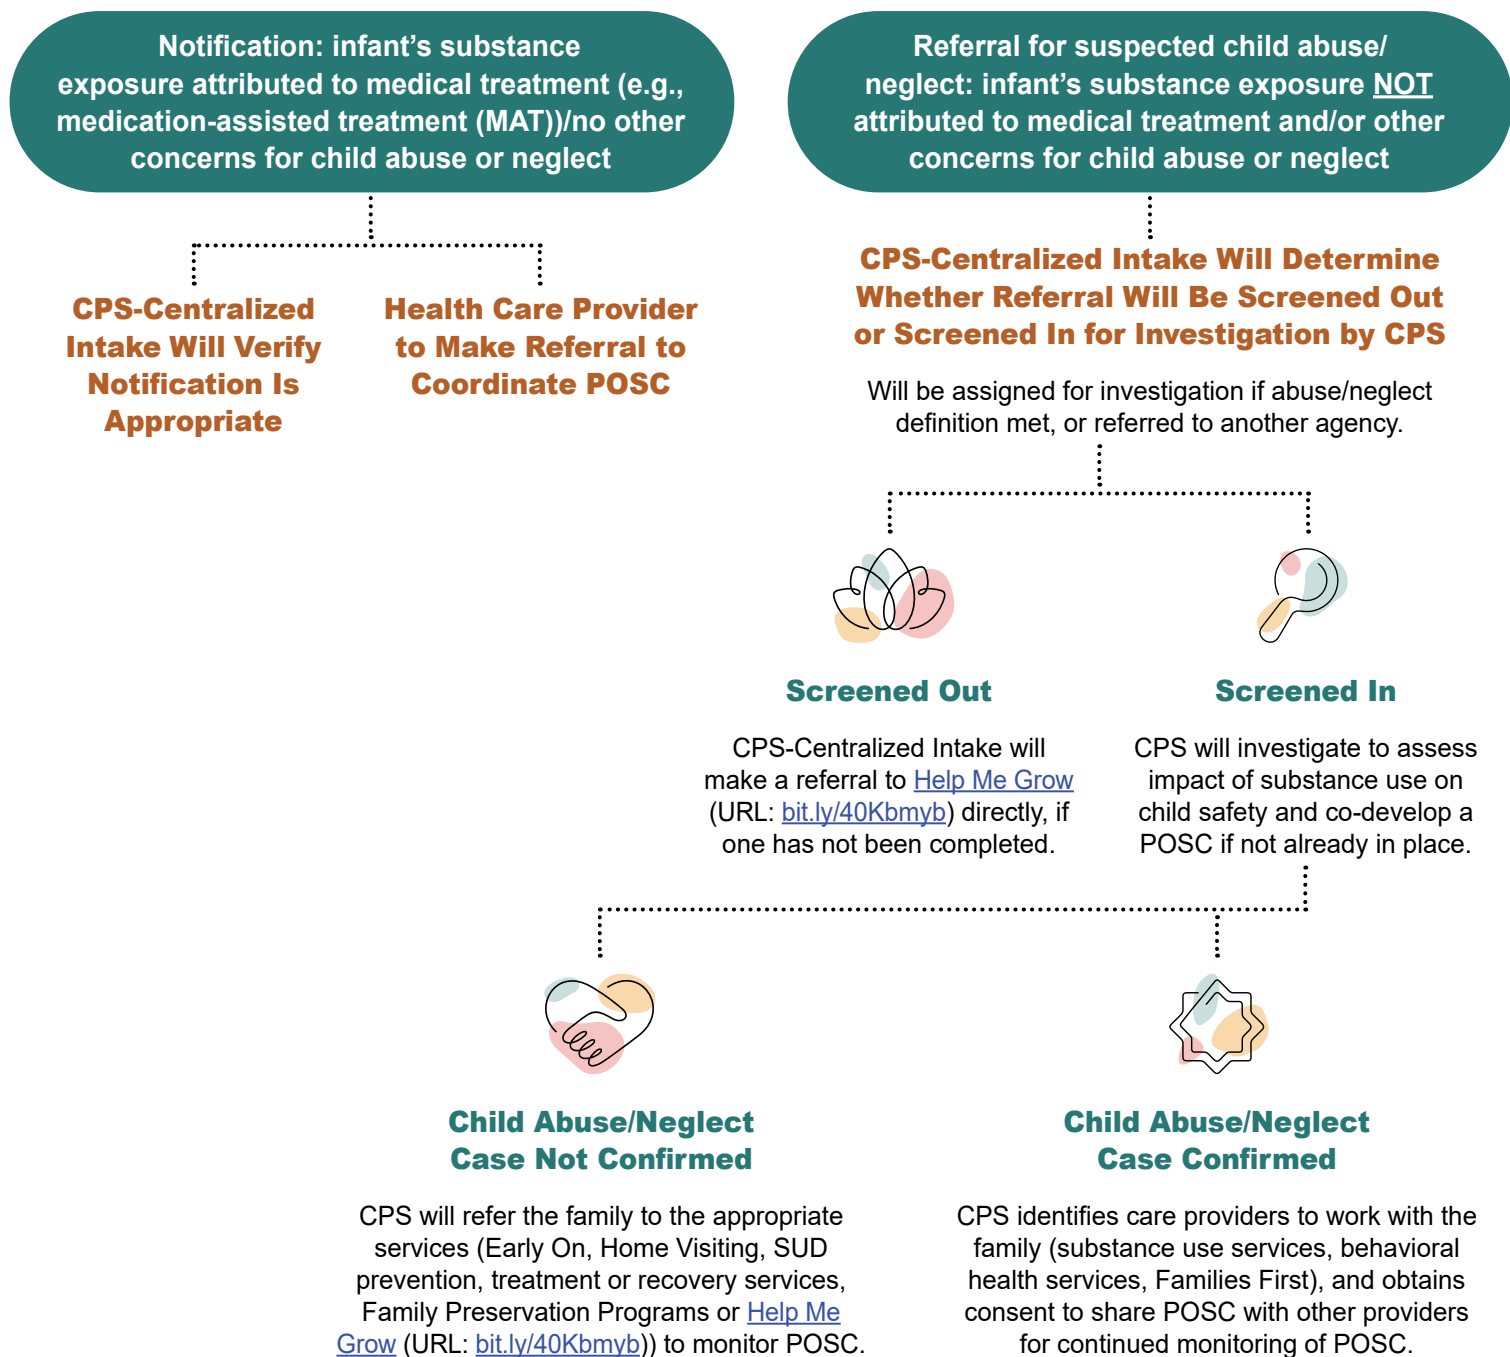 Notification: infant’s substance
exposure attributed to medical treatment (e.g.,
medication-assisted treatment (MAT))/no other
concerns for child abuse or neglect
CPS-Centralized
Intake Will Verify
Notification Is
Appropriate
Health Care Provider
to Make Referral to
Coordinate POSC
Referral for suspected child abuse/
neglect: infant’s substance exposure NOT
attributed to medical treatment and/or other
concerns for child abuse or neglect
CPS-Centralized Intake Will Determine
Whether Referral Will Be Screened Out
or Screened In for Investigation by CPS
Will be assigned for investigation if abuse/neglect
definition met, or referred to another agency.
Screened Out
CPS-Centralized Intake will
make a referral to Help Me Grow
(URL: bit.ly/40Kbmyb) directly, if
one has not been completed.
Screened In
CPS will investigate to assess
impact of substance use on
child safety and co-develop a
POSC if not already in place.
Child Abuse/Neglect
Case Not Confirmed
CPS will refer the family to the appropriate
services (Early On, Home Visiting, SUD
prevention, treatment or recovery services,
Family Preservation Programs or Help Me
Grow (URL: bit.ly/40Kbmyb)) to monitor POSC.
Child Abuse/Neglect
Case Confirmed
CPS identifies care providers to work with the
family (substance use services, behavioral
health services, Families First), and obtains
consent to share POSC with other providers
for continued monitoring of POSC.